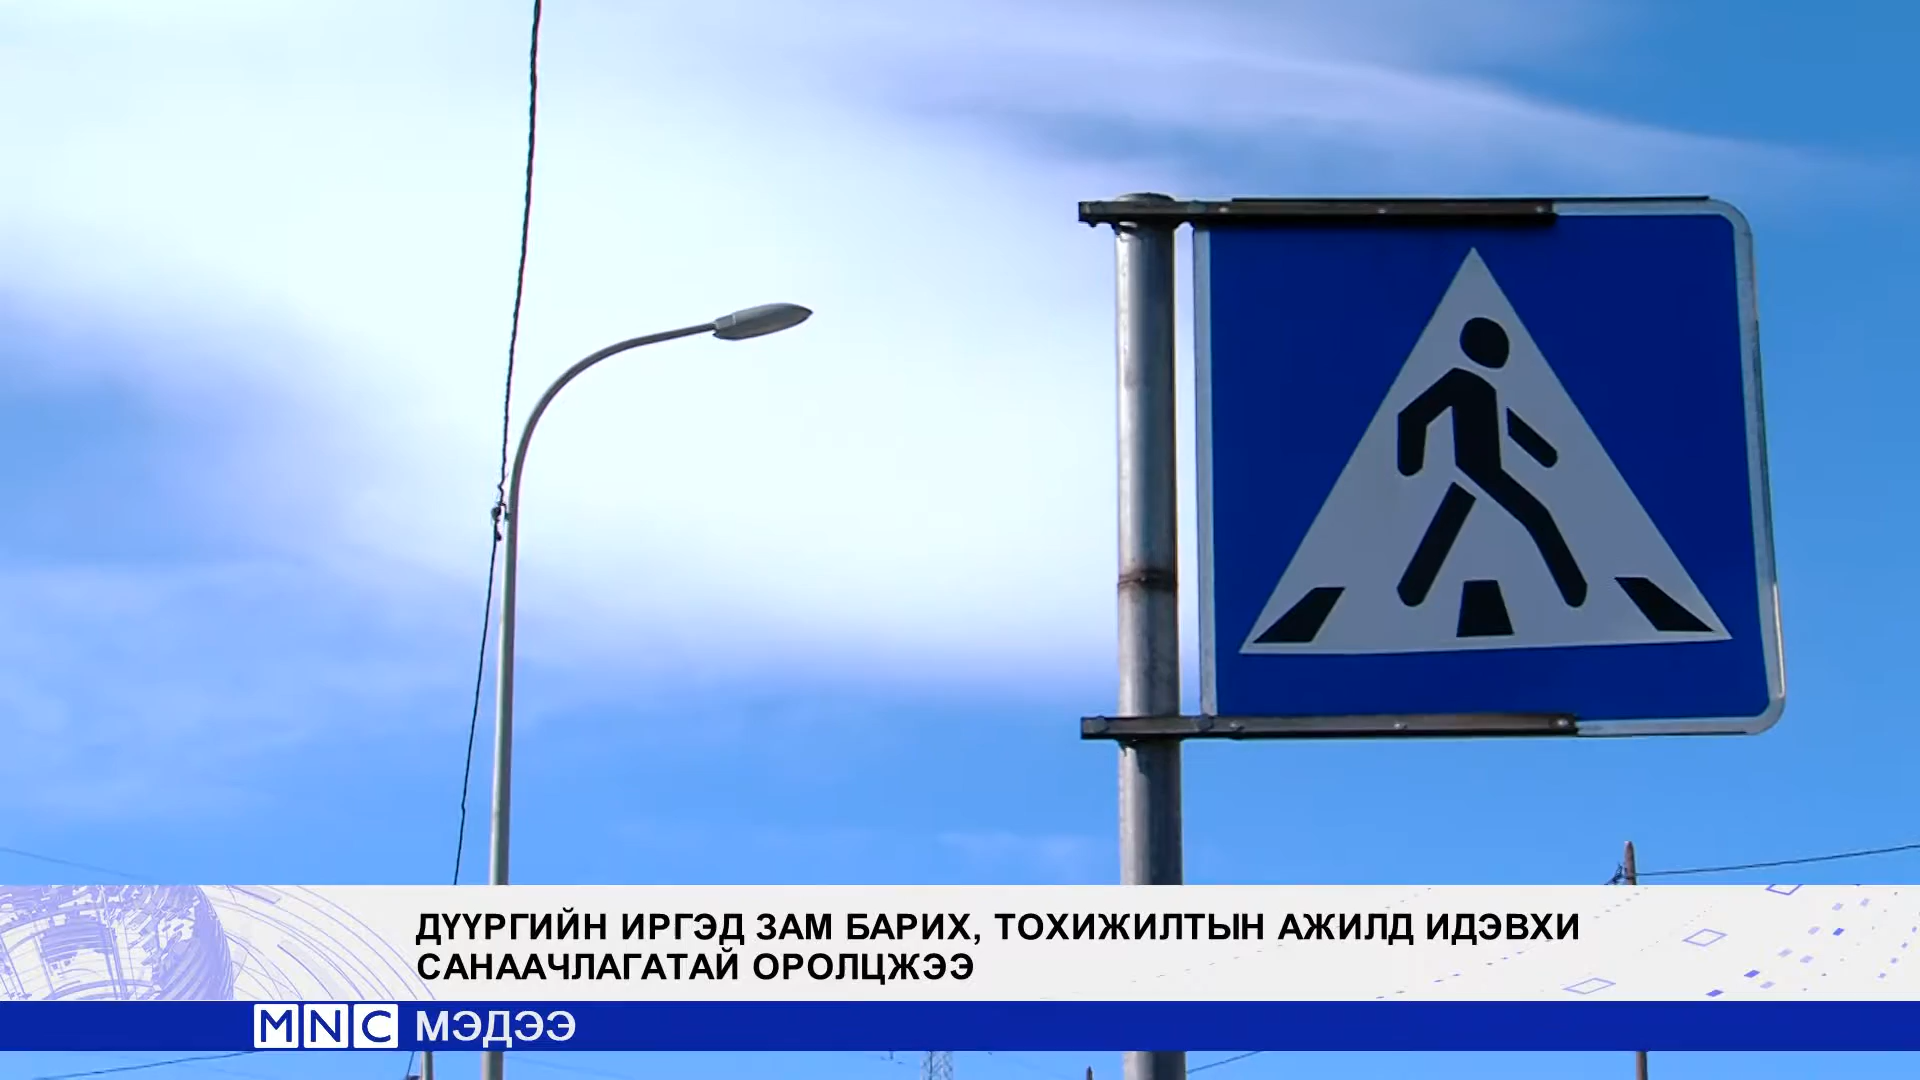 ДҮҮРГИЙН ИРГЭД ЗАМ БАРИХ, ТОХИЖИЛТЫН АЖИЛД ИДЭВХИ
САНААЧЛАГАТАЙ ОРОЛЦЖЭЭ
MNC МЭДЭЭ